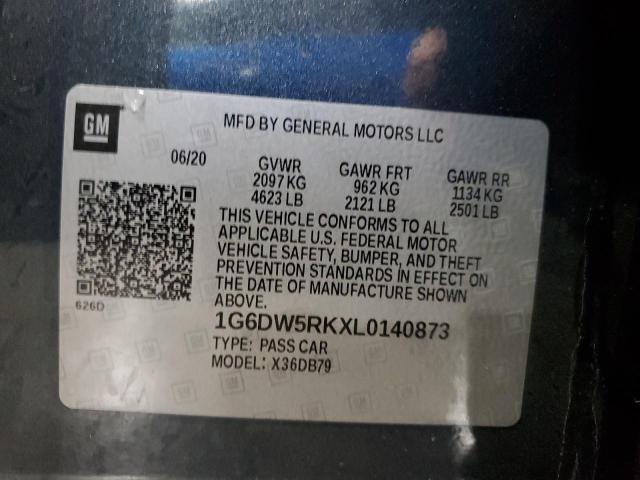 GM
MFD BY GENERAL MOTORS LLC
06/20
GVWR
2097 KG
4623 LB
GAWR FRT
962 KG
2121 LB
GAWR RR
1134 KG
2501 LB
THIS VEHICLE CONFORMS TO ALL
APPLICABLE U.S. FEDERAL MOTOR
VEHICLE SAFETY, BUMPER, AND THEFT
PREVENTION STANDARDS IN EFFECT ON
THE DATE OF MANUFACTURE SHOWN
ABOVE.
626D
1G6DW5RKXL0140873
TYPE: PASS CAR
MODEL: X36DB79